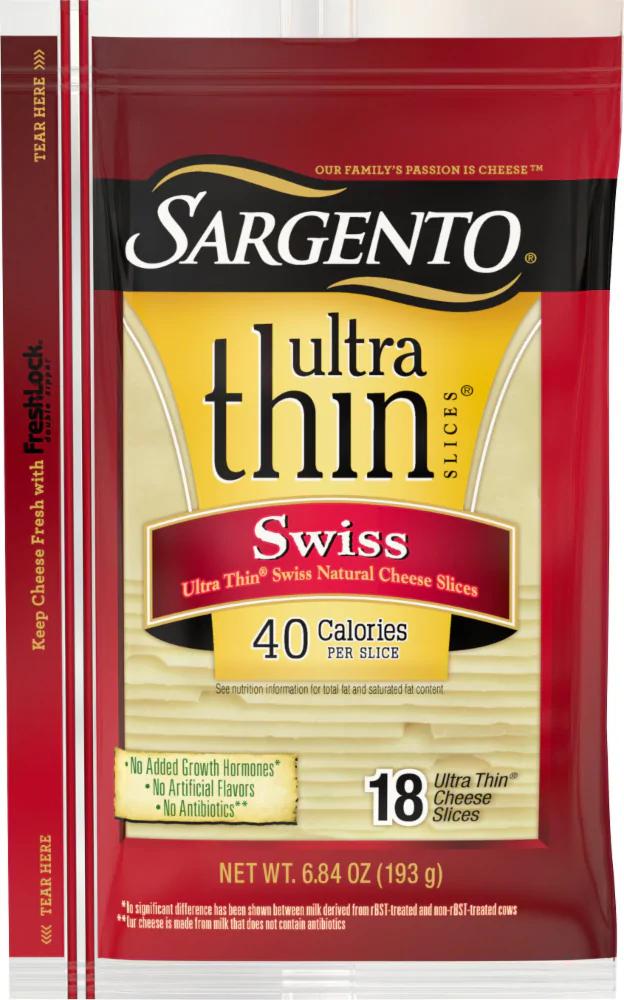 OUR FAMILY'S PASSION IS CHEESE™
SARGENTO®
ultra
thin
SLICES®
Swiss
Ultra Thin® Swiss Natural Cheese Slices
40 Calories
PER SLICE
See nutrition information for total fat and saturated fat content.
•No Added Growth Hormones*
•No Artificial Flavors
•No Antibiotics**
18 Ultra Thin®
Cheese
Slices
NET WT. 6.84 OZ (193 g)
*No significant difference has been shown between milk derived from rBST-treated and non-rBST-treated cows
**Our cheese is made from milk that does not contain antibiotics
TEAR HERE >>>>
Keep Cheese Fresh with FreshLock.
double zipper
<<<< TEAR HERE